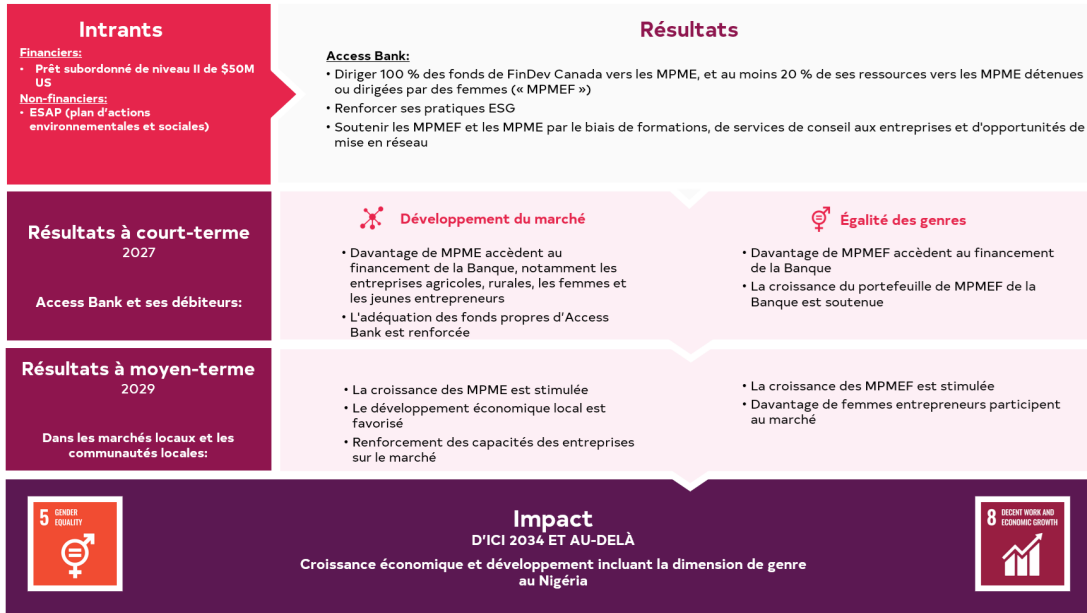 Intrants
Financiers:
• Prêt subordonné de niveau II de $50M
US
Non-financiers:
• ESAP (plan d'actions
environnementales et sociales)
Résultats
Access Bank:
• Diriger 100 % des fonds de FinDev Canada vers les MPME, et au moins 20 % de ses ressources vers les MPME détenues
ou dirigées par des femmes (« MPMEF »)
• Renforcer ses pratiques ESG
• Soutenir les MPMEF et les MPME par le biais de formations, de services de conseil aux entreprises et d'opportunités de
mise en réseau
Résultats à court-terme
2027
Access Bank et ses débiteurs:
Développement du marché
• Davantage de MPME accèdent au
financement de la Banque, notamment les
entreprises agricoles, rurales, les femmes et
les jeunes entrepreneurs
• L'adéquation des fonds propres d'Access
Bank est renforcée
Égalité des genres
• Davantage de MPMEF accèdent au financement
de la Banque
• La croissance du portefeuille de MPMEF de la
Banque est soutenue
Résultats à moyen-terme
2029
Dans les marchés locaux et les
communautés locales:
• La croissance des MPME est stimulée
• Le développement économique local est
favorisé
• Renforcement des capacités des entreprises
sur le marché
• La croissance des MPMEF est stimulée
• Davantage de femmes entrepreneurs participent
au marché
5 GENDER
EQUALITY
Impact
D'ICI 2034 ET AU-DELÀ
Croissance économique et développement incluant la dimension de genre
au Nigéria
8 DECENT WORK AND
ECONOMIC GROWTH